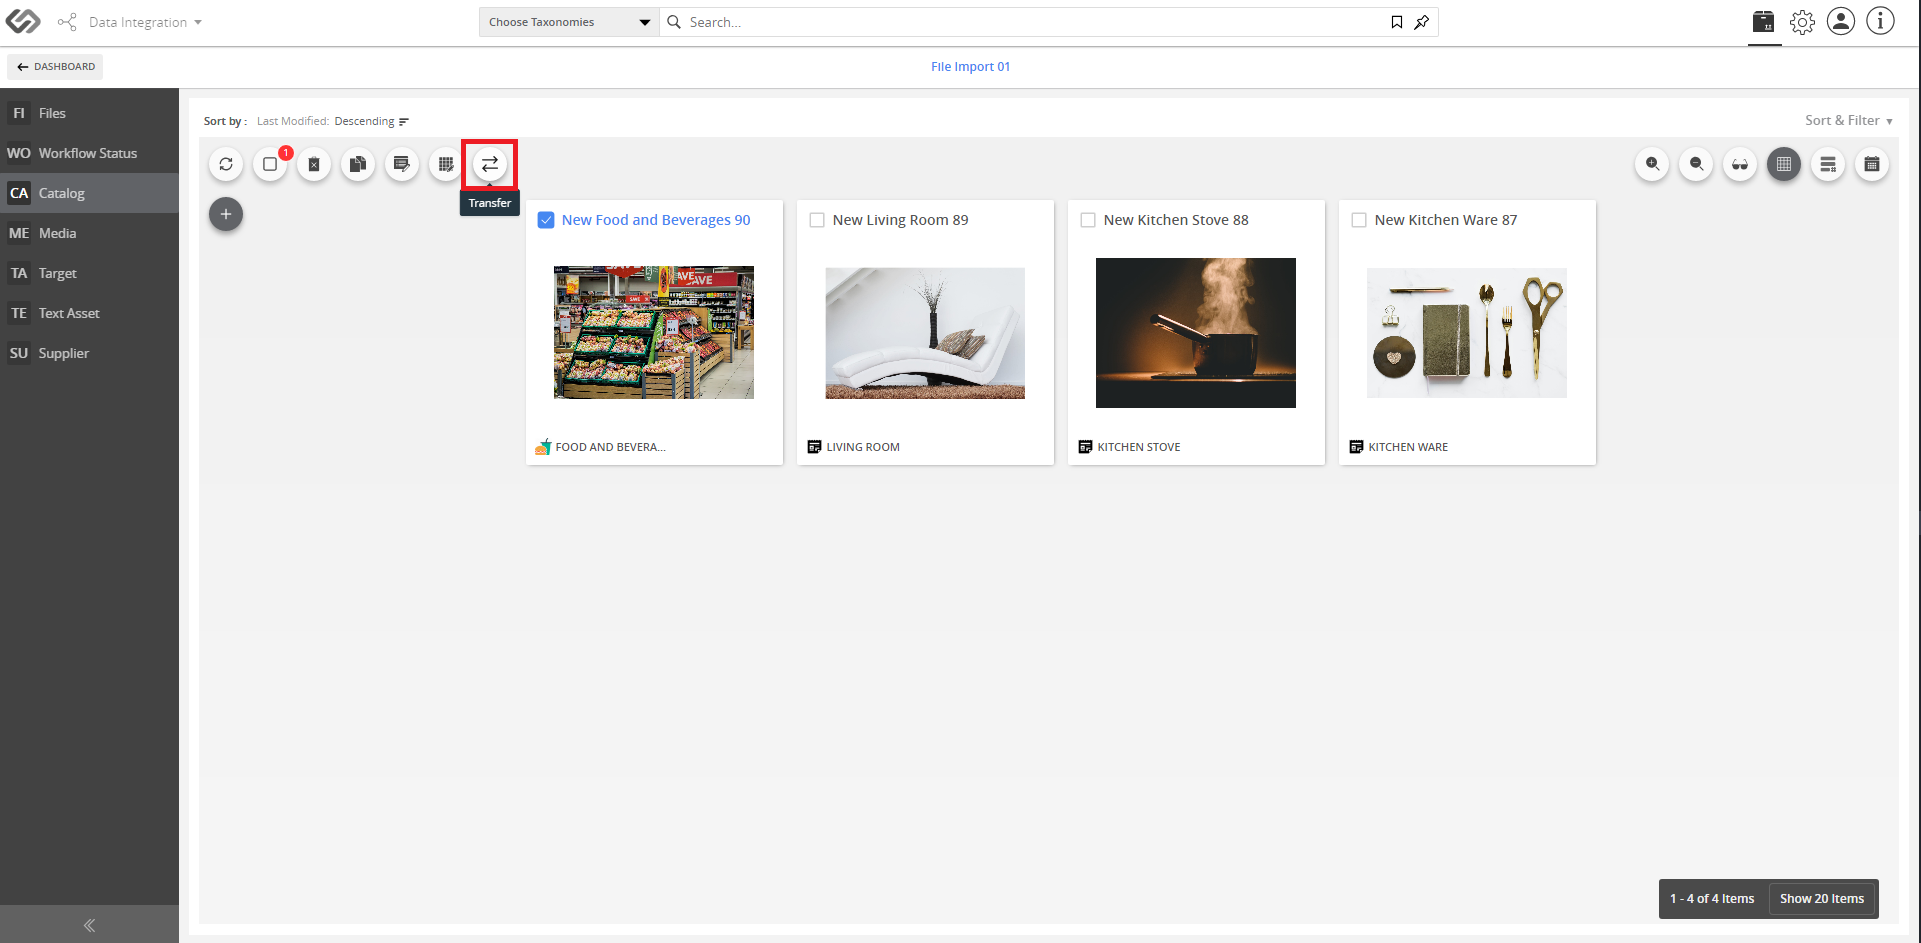 Data Integration
Choose Taxonomies
Search...
DASHBOARD
File Import 01
FI Files
WO Workflow Status
CA Catalog
ME Media
TA Target
TE Text Asset
SU Supplier
Sort by : Last Modified: Descending
Sort & Filter
1
Transfer
New Food and Beverages 90
New Living Room 89
New Kitchen Stove 88
New Kitchen Ware 87
SAVE
SAVE
FOOD AND BEVERA...
LIVING ROOM
KITCHEN STOVE
KITCHEN WARE
1 - 4 of 4 Items
Show 20 Items